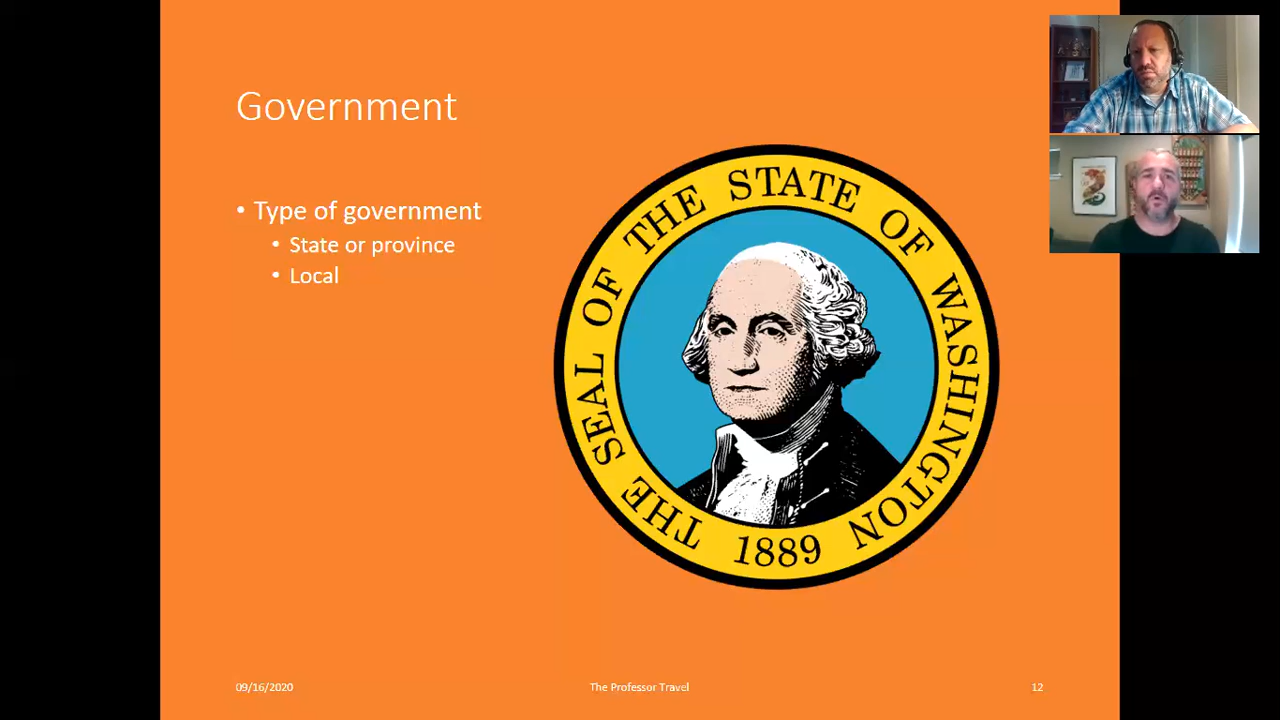 Government
• Type of government
• State or province
• Local
THE SEAL OF THE STATE OF WASHINGTON
1889
09/16/2020
The Professor Travel
12